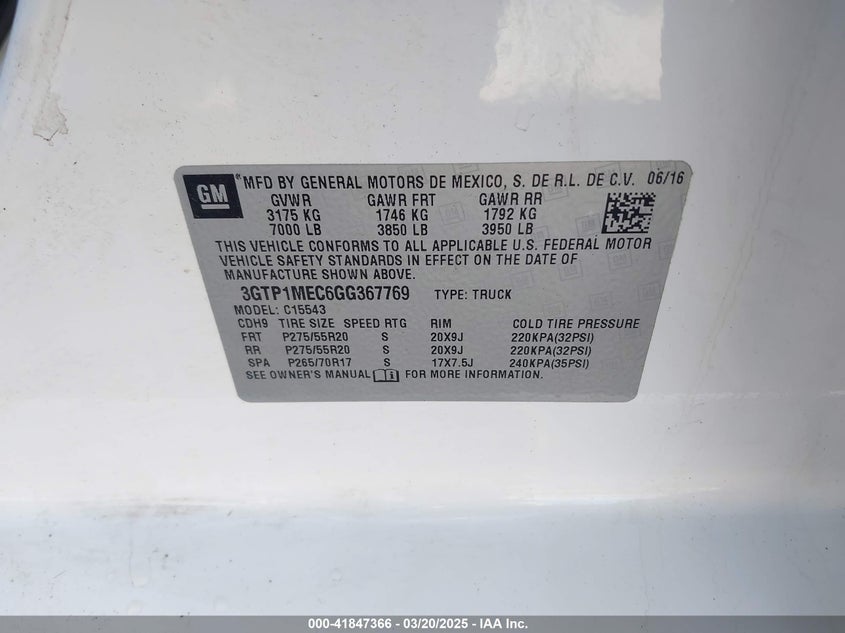 GM ® MFD BY GENERAL MOTORS DE MEXICO, S. DE R.L. DE C.V. 06/16
GVWR GAWR FRT GAWR RR
3175 KG 1746 KG 1792 KG
7000 LB 3850 LB 3950 LB
THIS VEHICLE CONFORMS TO ALL APPLICABLE U.S. FEDERAL MOTOR
VEHICLE SAFETY STANDARDS IN EFFECT ON THE DATE OF
MANUFACTURE SHOWN ABOVE.
3GTP1MEC6GG367769 TYPE: TRUCK
MODEL: C15543
CDH9 TIRE SIZE SPEED RTG RIM COLD TIRE PRESSURE
FRT P275/55R20 S 20X9J 220KPA(32PSI)
RR P275/55R20 S 20X9J 220KPA(32PSI)
SPA P265/70R17 S 17X7.5J 240KPA(35PSI)
SEE OWNER'S MANUAL FOR MORE INFORMATION.
000-41847366 - 03/20/2025 - IAA Inc.